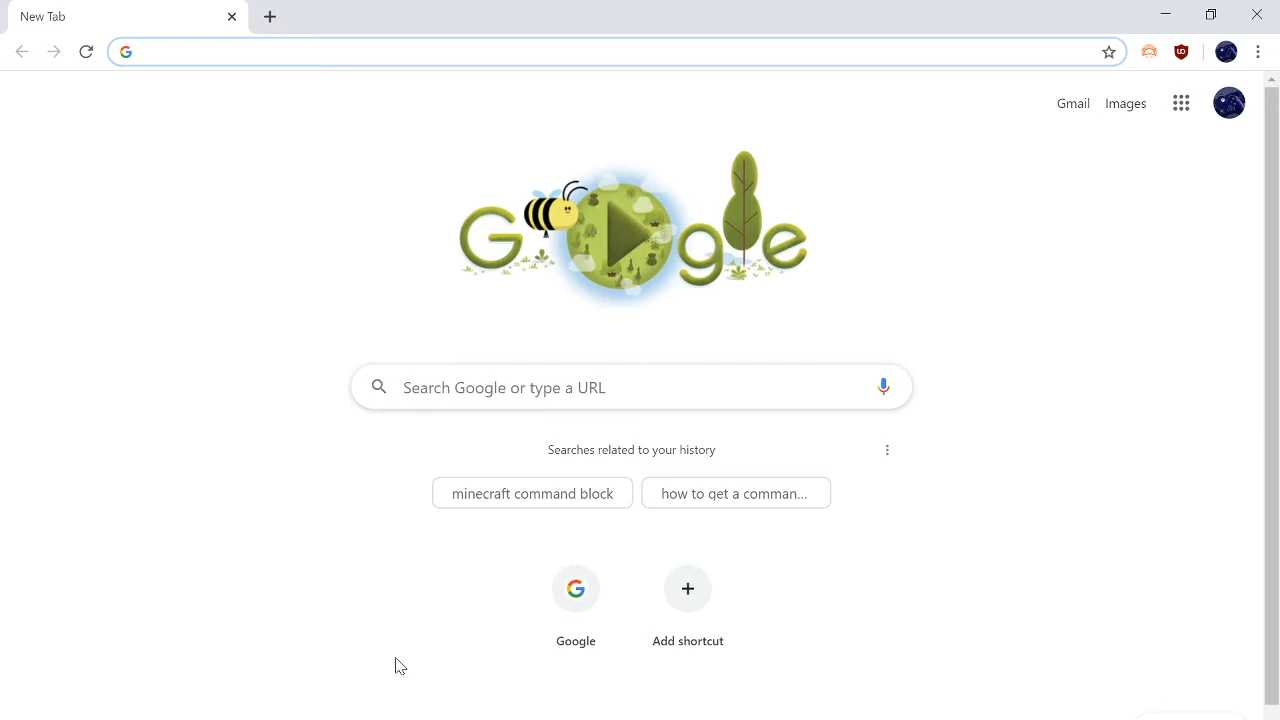 New Tab
Gmail Images
Google
Search Google or type a URL
Searches related to your history
minecraft command block
how to get a comman...
Google
Add shortcut